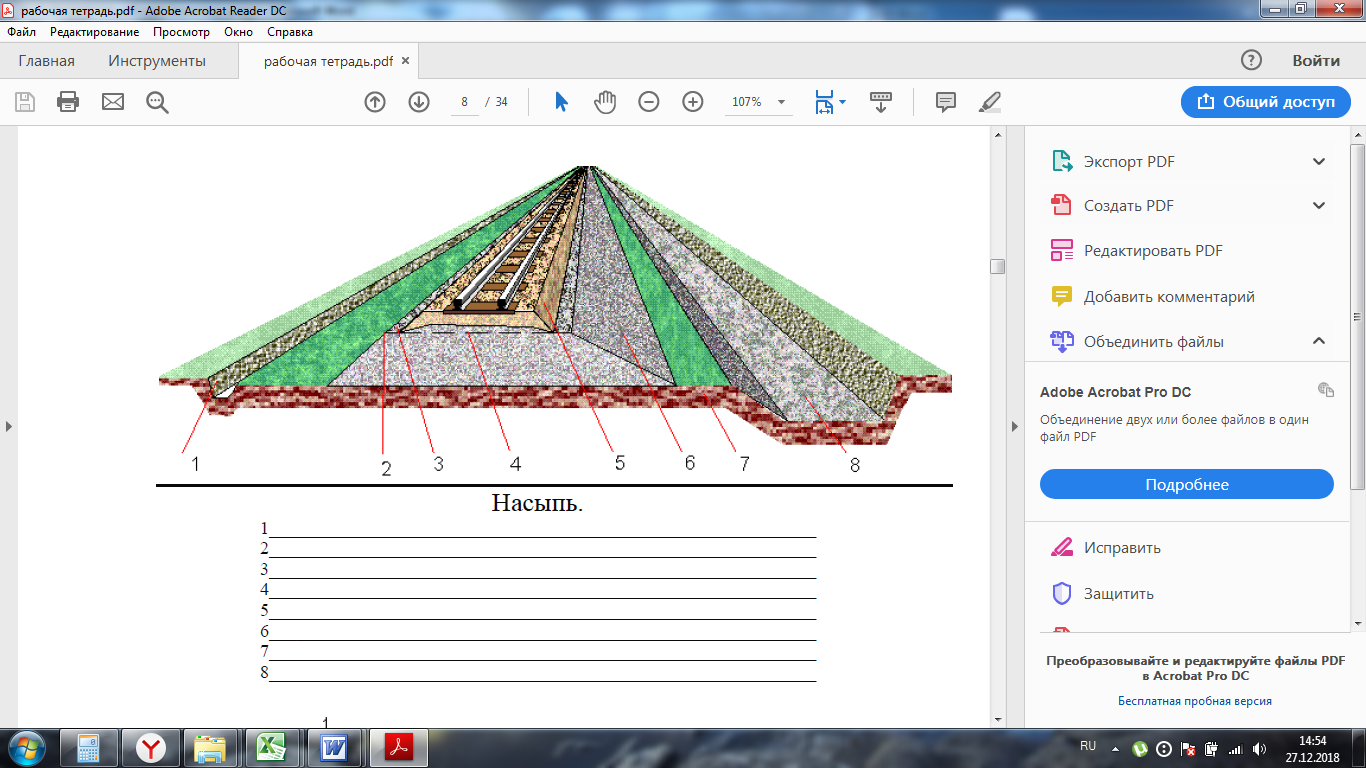 рабочая тетрадь.pdf - Adobe Acrobat Reader DC
Файл Редактирование Просмотр Окно Справка
Главная Инструменты рабочая тетрадь.pdf × Войти
8 / 34 107% Общий доступ
1 2 3 4 5 6 7 8
Насыпь.
1
2
3
4
5
6
7
8
1
Экспорт PDF
Создать PDF
Редактировать PDF
Добавить комментарий
Объединить файлы
Adobe Acrobat Pro DC
Объединение двух или более файлов в один
файл PDF
Подробнее
Исправить
Защитить
Преобразовывайте и редактируйте файлы PDF
в Acrobat Pro DC
Бесплатная пробная версия
RU 14:54
27.12.2018